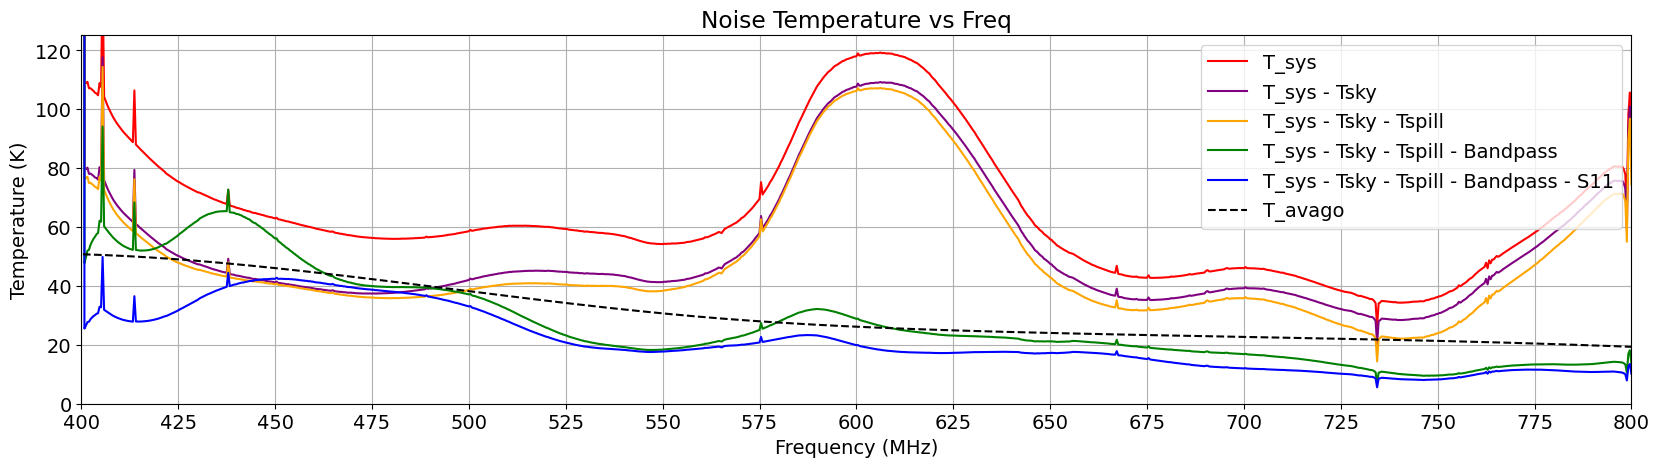 Noise Temperature vs Freq
Temperature (K)
120
100
80
60
40
20
0
T_sys
T_sys - Tsky
T_sys - Tsky - Tspill
T_sys - Tsky - Tspill - Bandpass
T_sys - Tsky - Tspill - Bandpass - S11
T_avago
400 425 450 475 500 525 550 575 600 625 650 675 700 725 750 775 800
Frequency (MHz)